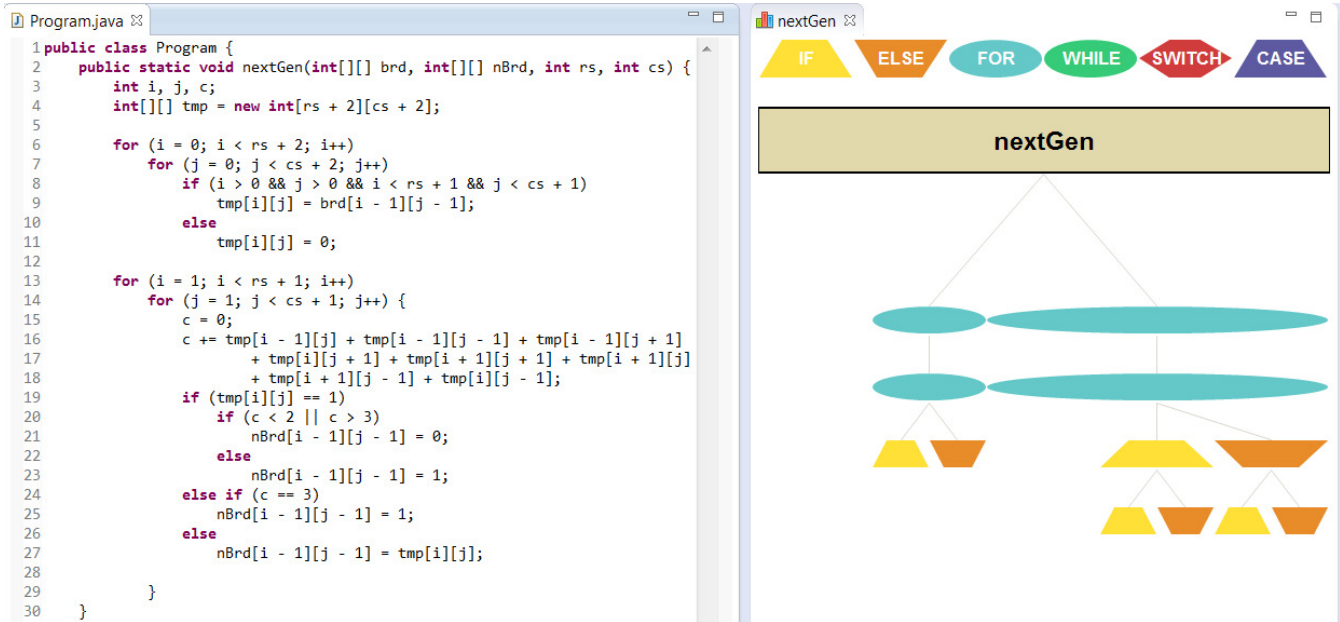 Program.java
1 public class Program {
2     public static void nextGen(int[][] brd, int[][] nBrd, int rs, int cs) {
3         int i, j, c;
4         int[][] tmp = new int[rs + 2][cs + 2];
5
6         for (i = 0; i < rs + 2; i++)
7             for (j = 0; j < cs + 2; j++)
8                 if (i > 0 && j > 0 && i < rs + 1 && j < cs + 1)
9                     tmp[i][j] = brd[i - 1][j - 1];
10                 else
11                     tmp[i][j] = 0;
12
13         for (i = 1; i < rs + 1; i++)
14             for (j = 1; j < cs + 1; j++) {
15                 c = 0;
16                 c += tmp[i - 1][j] + tmp[i - 1][j - 1] + tmp[i - 1][j + 1]
17                         + tmp[i][j + 1] + tmp[i + 1][j + 1] + tmp[i + 1][j]
18                         + tmp[i + 1][j - 1] + tmp[i][j - 1];
19                 if (tmp[i][j] == 1)
20                     if (c < 2 || c > 3)
21                         nBrd[i - 1][j - 1] = 0;
22                     else
23                         nBrd[i - 1][j - 1] = 1;
24                 else if (c == 3)
25                     nBrd[i - 1][j - 1] = 1;
26                 else
27                     nBrd[i - 1][j - 1] = tmp[i][j];
28
29             }
30     }
nextGen
IF ELSE FOR WHILE SWITCH CASE
nextGen